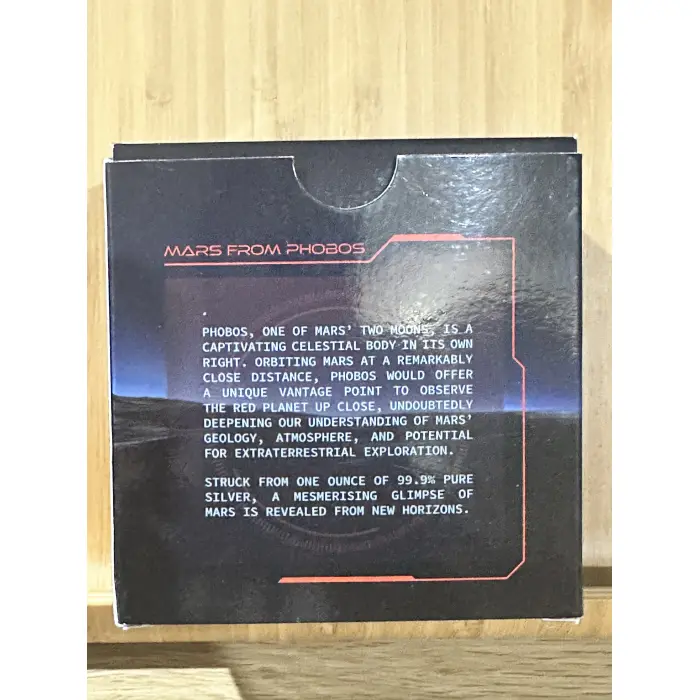 MARS FROM PHOBOS
PHOBOS, ONE OF MARS' TWO MOONS, IS A
CAPTIVATING CELESTIAL BODY IN ITS OWN
RIGHT. ORBITING MARS AT A REMARKABLY
CLOSE DISTANCE, PHOBOS WOULD OFFER
A UNIQUE VANTAGE POINT TO OBSERVE
THE RED PLANET UP CLOSE, UNDOUBTEDLY
DEEPENING OUR UNDERSTANDING OF MARS'
GEOLOGY, ATMOSPHERE, AND POTENTIAL
FOR EXTRATERRESTRIAL EXPLORATION.
STRUCK FROM ONE OUNCE OF 99.9% PURE
SILVER, A MESMERISING GLIMPSE OF
MARS IS REVEALED FROM NEW HORIZONS.